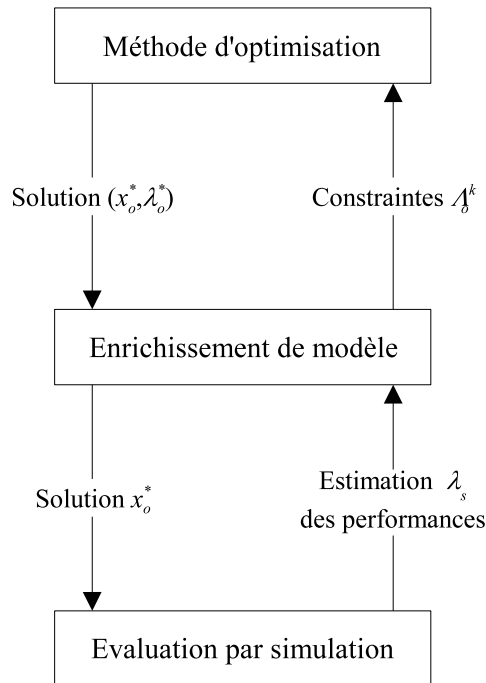 Méthode d'optimisation
Solution (x*o,λ*o)
Constraintes Λko
Enrichissement de modèle
Solution x*o
Estimation λs
des performances
Evaluation par simulation